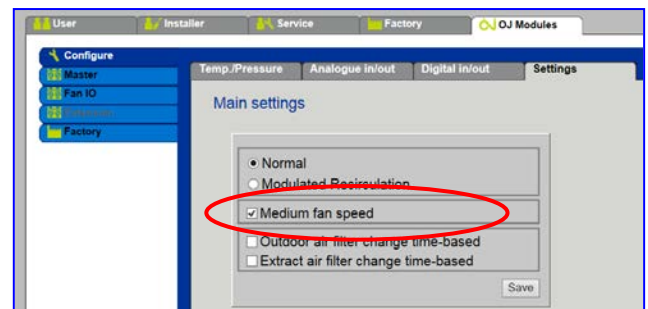 User Installer Service Factory OJ Modules
Configure
Master
Fan IO
Factory
Temp./Pressure Analogue in/out Digital in/out Settings
Main settings
Normal
Modulated Recirculation
Medium fan speed
Outdoor air filter change time-based
Extract air filter change time-based
Save